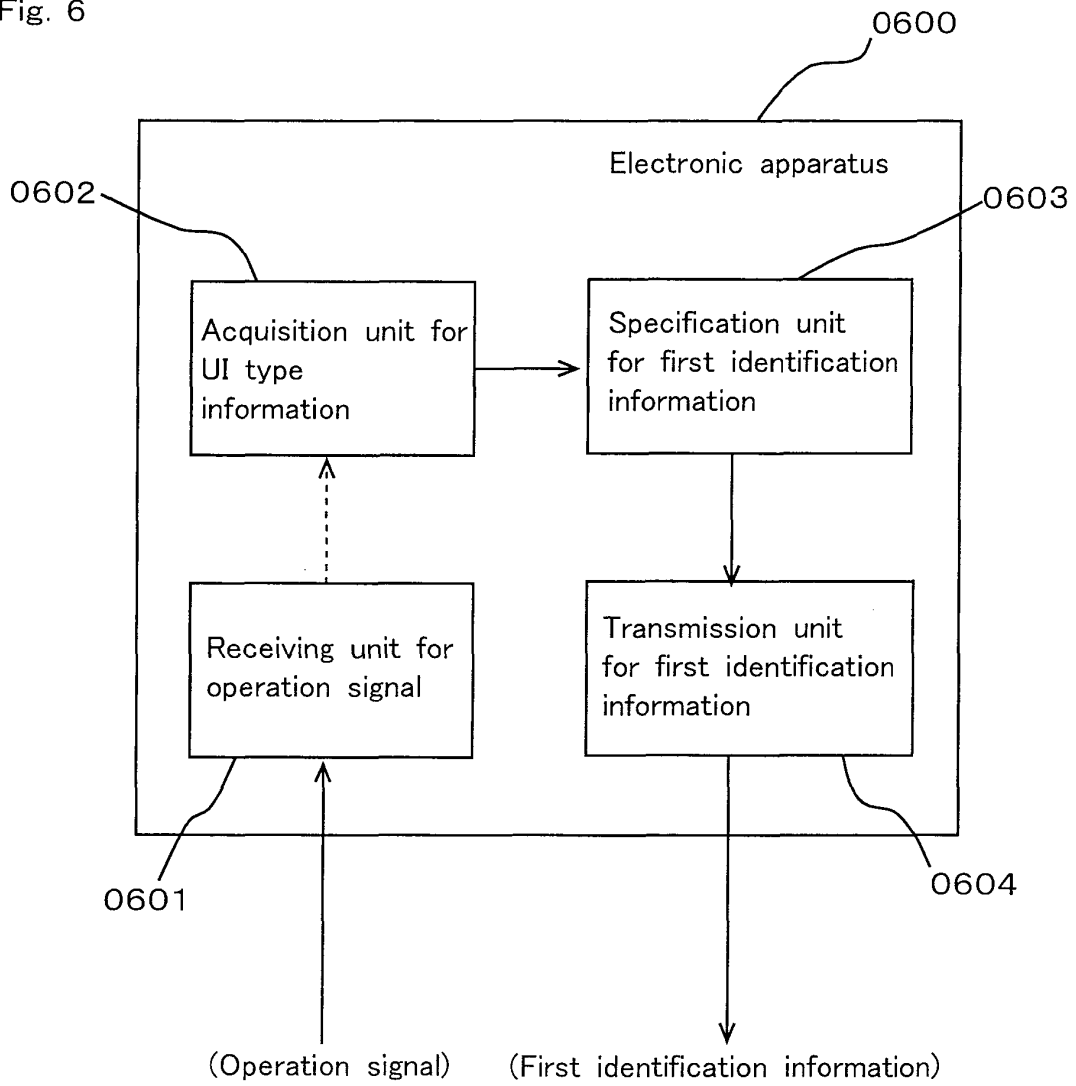 Fig. 6
0600
Electronic apparatus
0602
0603
Acquisition unit for
UI type
information
Specification unit
for first identification
information
Receiving unit for
operation signal
Transmission unit
for first identification
information
0601
0604
(Operation signal)
(First identification information)